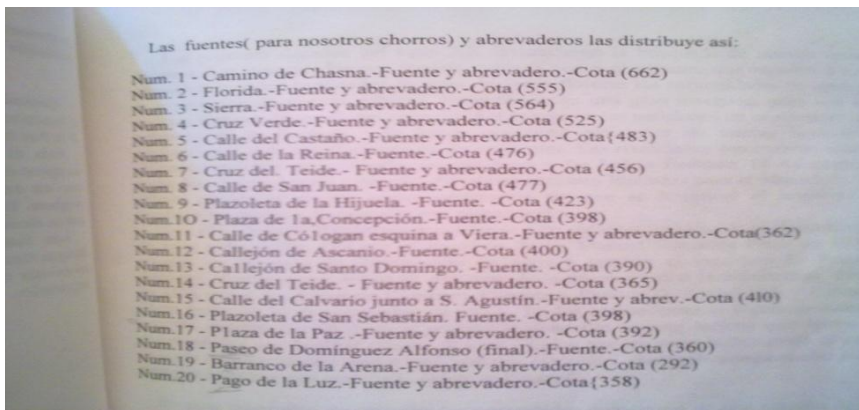 Las fuentes( para nosotros chorros) y abrevaderos las distribuye así:
Num. 1 - Camino de Chasna.-Fuente y abrevadero.-Cota (662)
Num. 2 - Florida.-Fuente y abrevadero.-Cota (555)
Num. 3 - Sierra.-Fuente y abrevadero.-Cota (564)
Num. 4 - Cruz Verde.-Fuente y abrevadero.-Cota (525)
Num. 5 - Calle del Castaño.-Fuente y abrevadero.-Cota{483)
Num. 6 - Calle de la Reina.-Fuente.-Cota (476)
Num. 7 - Cruz del. Teide.- Fuente y abrevadero.-Cota (456)
Num. 8 - Calle de San Juan. -Fuente.-Cota (477)
Num. 9 - Plazoleta de la Hijuela. -Fuente. -Cota (423)
Num.1O - Plaza de 1a,Concepción.-Fuente.-Cota (398)
Num.11 - Calle de Có1ogan esquina a Viera.-Fuente y abrevadero.-Cota(362)
Num.12 - Callejón de Ascanio.-Fuente.-Cota (400)
Num.13 - Ca1lejón de Santo Domingo. -Fuente. -Cota (390)
Num.14 - Cruz del Teide. - Fuente y abrevadero. -Cota (365)
Num.15 - Calle del Calvario junto a S. Agustín.-Fuente y abrev.-Cota (4l0)
Num.16 - Plazoleta de San Sebastián. Fuente. -Cota (398)
Num.17 - P1aza de la Paz .-Fuente y abrevadero. -Cota (392)
Num.18 - Paseo de Domínguez Alfonso (final).-Fuente.-Cota (360)
Num.19 - Barranco de la Arena.-Fuente y abrevadero.-Cota (292)
Num.20 - Pago de la Luz.-Fuente y abrevadero.-Cota{358)